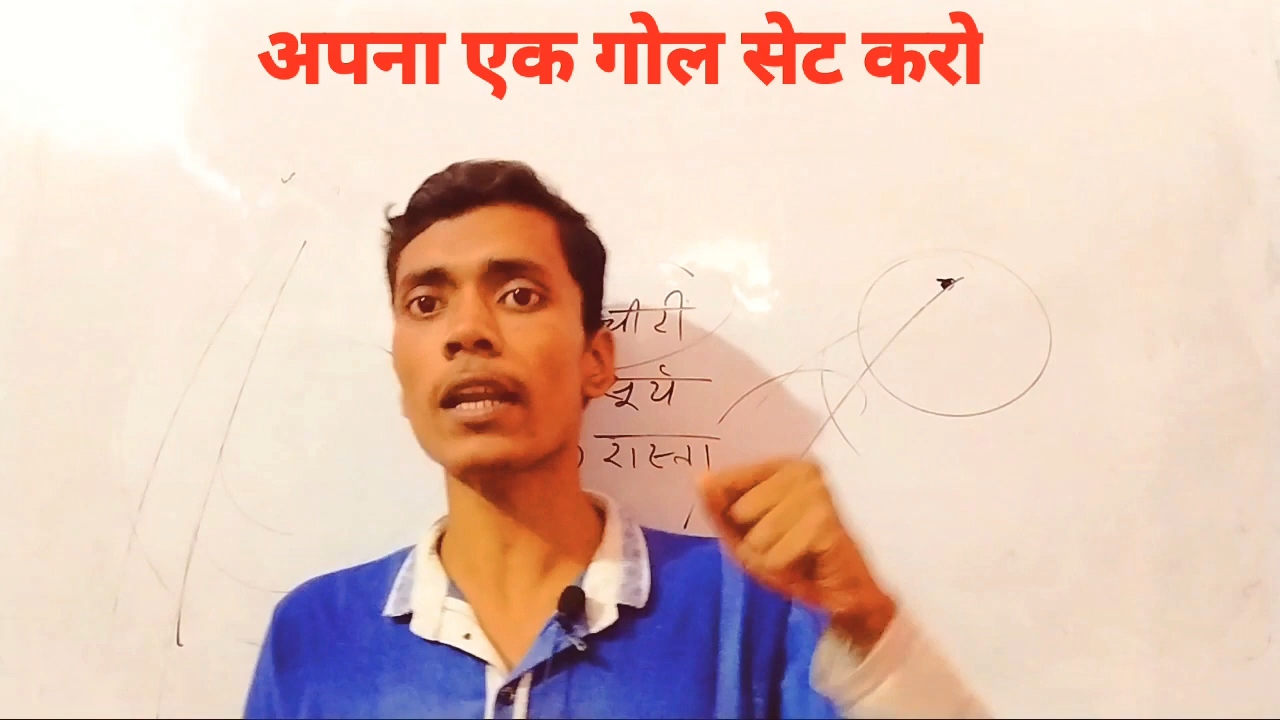 अपना एक गोल सेट करो
चीटीं
सूर्य
रास्ता